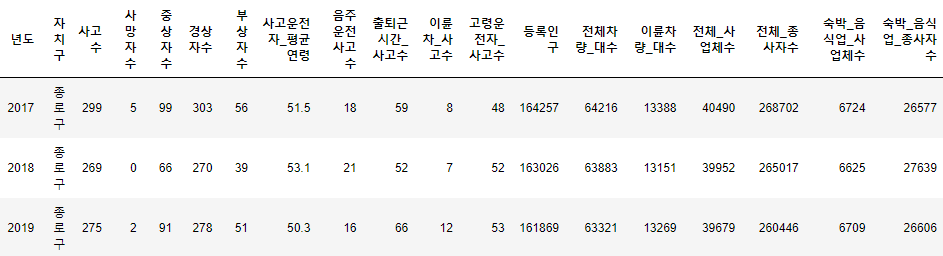 년도 자치구 사고수 사망자수 중상자수 경상자수 부상자수 사고운전자_평균연령 음주운전사고수 출퇴근시간_사고수 이륜차_사고수 고령운전자_사고수 등록인구 전체차량_대수 이륜차량_대수 전체_사업체수 전체_종사자수 숙박_음식업_사업체수 숙박_음식업_종사자수
2017 종로구 299 5 99 303 56 51.5 18 59 8 48 164257 64216 13388 40490 268702 6724 26577
2018 종로구 269 0 66 270 39 53.1 21 52 7 52 163026 63883 13151 39952 265017 6625 27639
2019 종로구 275 2 91 278 51 50.3 16 66 12 53 161869 63321 13269 39679 260446 6709 26606